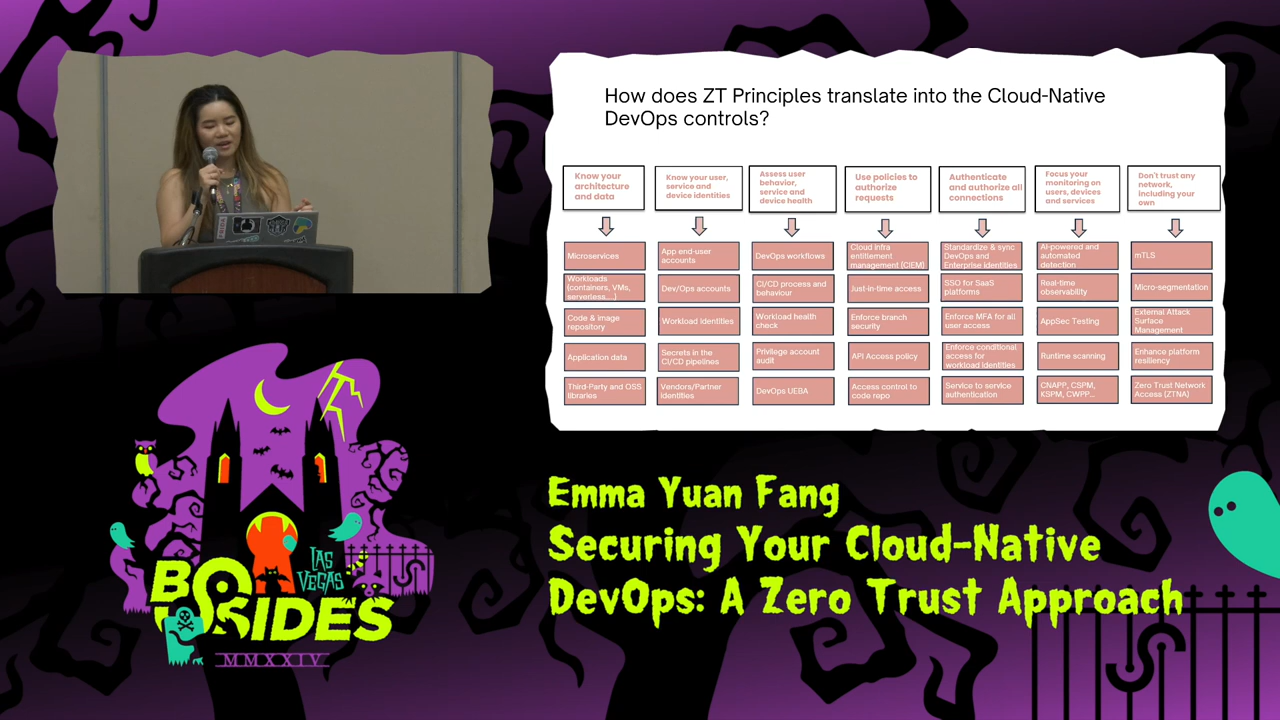 How does ZT Principles translate into the Cloud-Native
DevOps controls?
Know your
architecture
and data
Know your user,
service and
device identities
Assess user
behavior,
service and
device health
Use policies to
authorize
requests
Authenticate
and authorize all
connections
Focus your
monitoring on
users, devices
and services
Don't trust any
network,
including your
own
Microservices
App end-user
accounts
DevOps workflows
Cloud infra
entitlement
management (CIEM)
Standardize & sync
DevOps and
Enterprise identities
AI-powered and
automated
detection
mTLS
Workloads
(containers, VMs,
serverless...)
Dev/Ops accounts
CI/CD process and
behaviour
Just-in-time access
SSO for SaaS
platforms
Real-time
observability
Micro-segmentation
Code & image
repository
Workload identities
Workload health
check
Enforce branch
security
Enforce MFA for all
user access
AppSec Testing
External Attack
Surface
Management
Application data
Secrets in the
CI/CD pipelines
Privilege account
audit
API Access policy
Enforce conditional
access for
workload identities
Runtime scanning
Enhance platform
resiliency
Third-Party and OSS
libraries
Vendors/Partner
identities
DevOps UEBA
Access control to
code repo
Service to service
authentication
CNAPP, CSPM,
KSPM, CWPP...
Zero Trust Network
Access (ZTNA)
Emma Yuan Fang
Securing Your Cloud-Native
DevOps: A Zero Trust Approach
LAS
VEGAS
BSIDES
MMXXIV